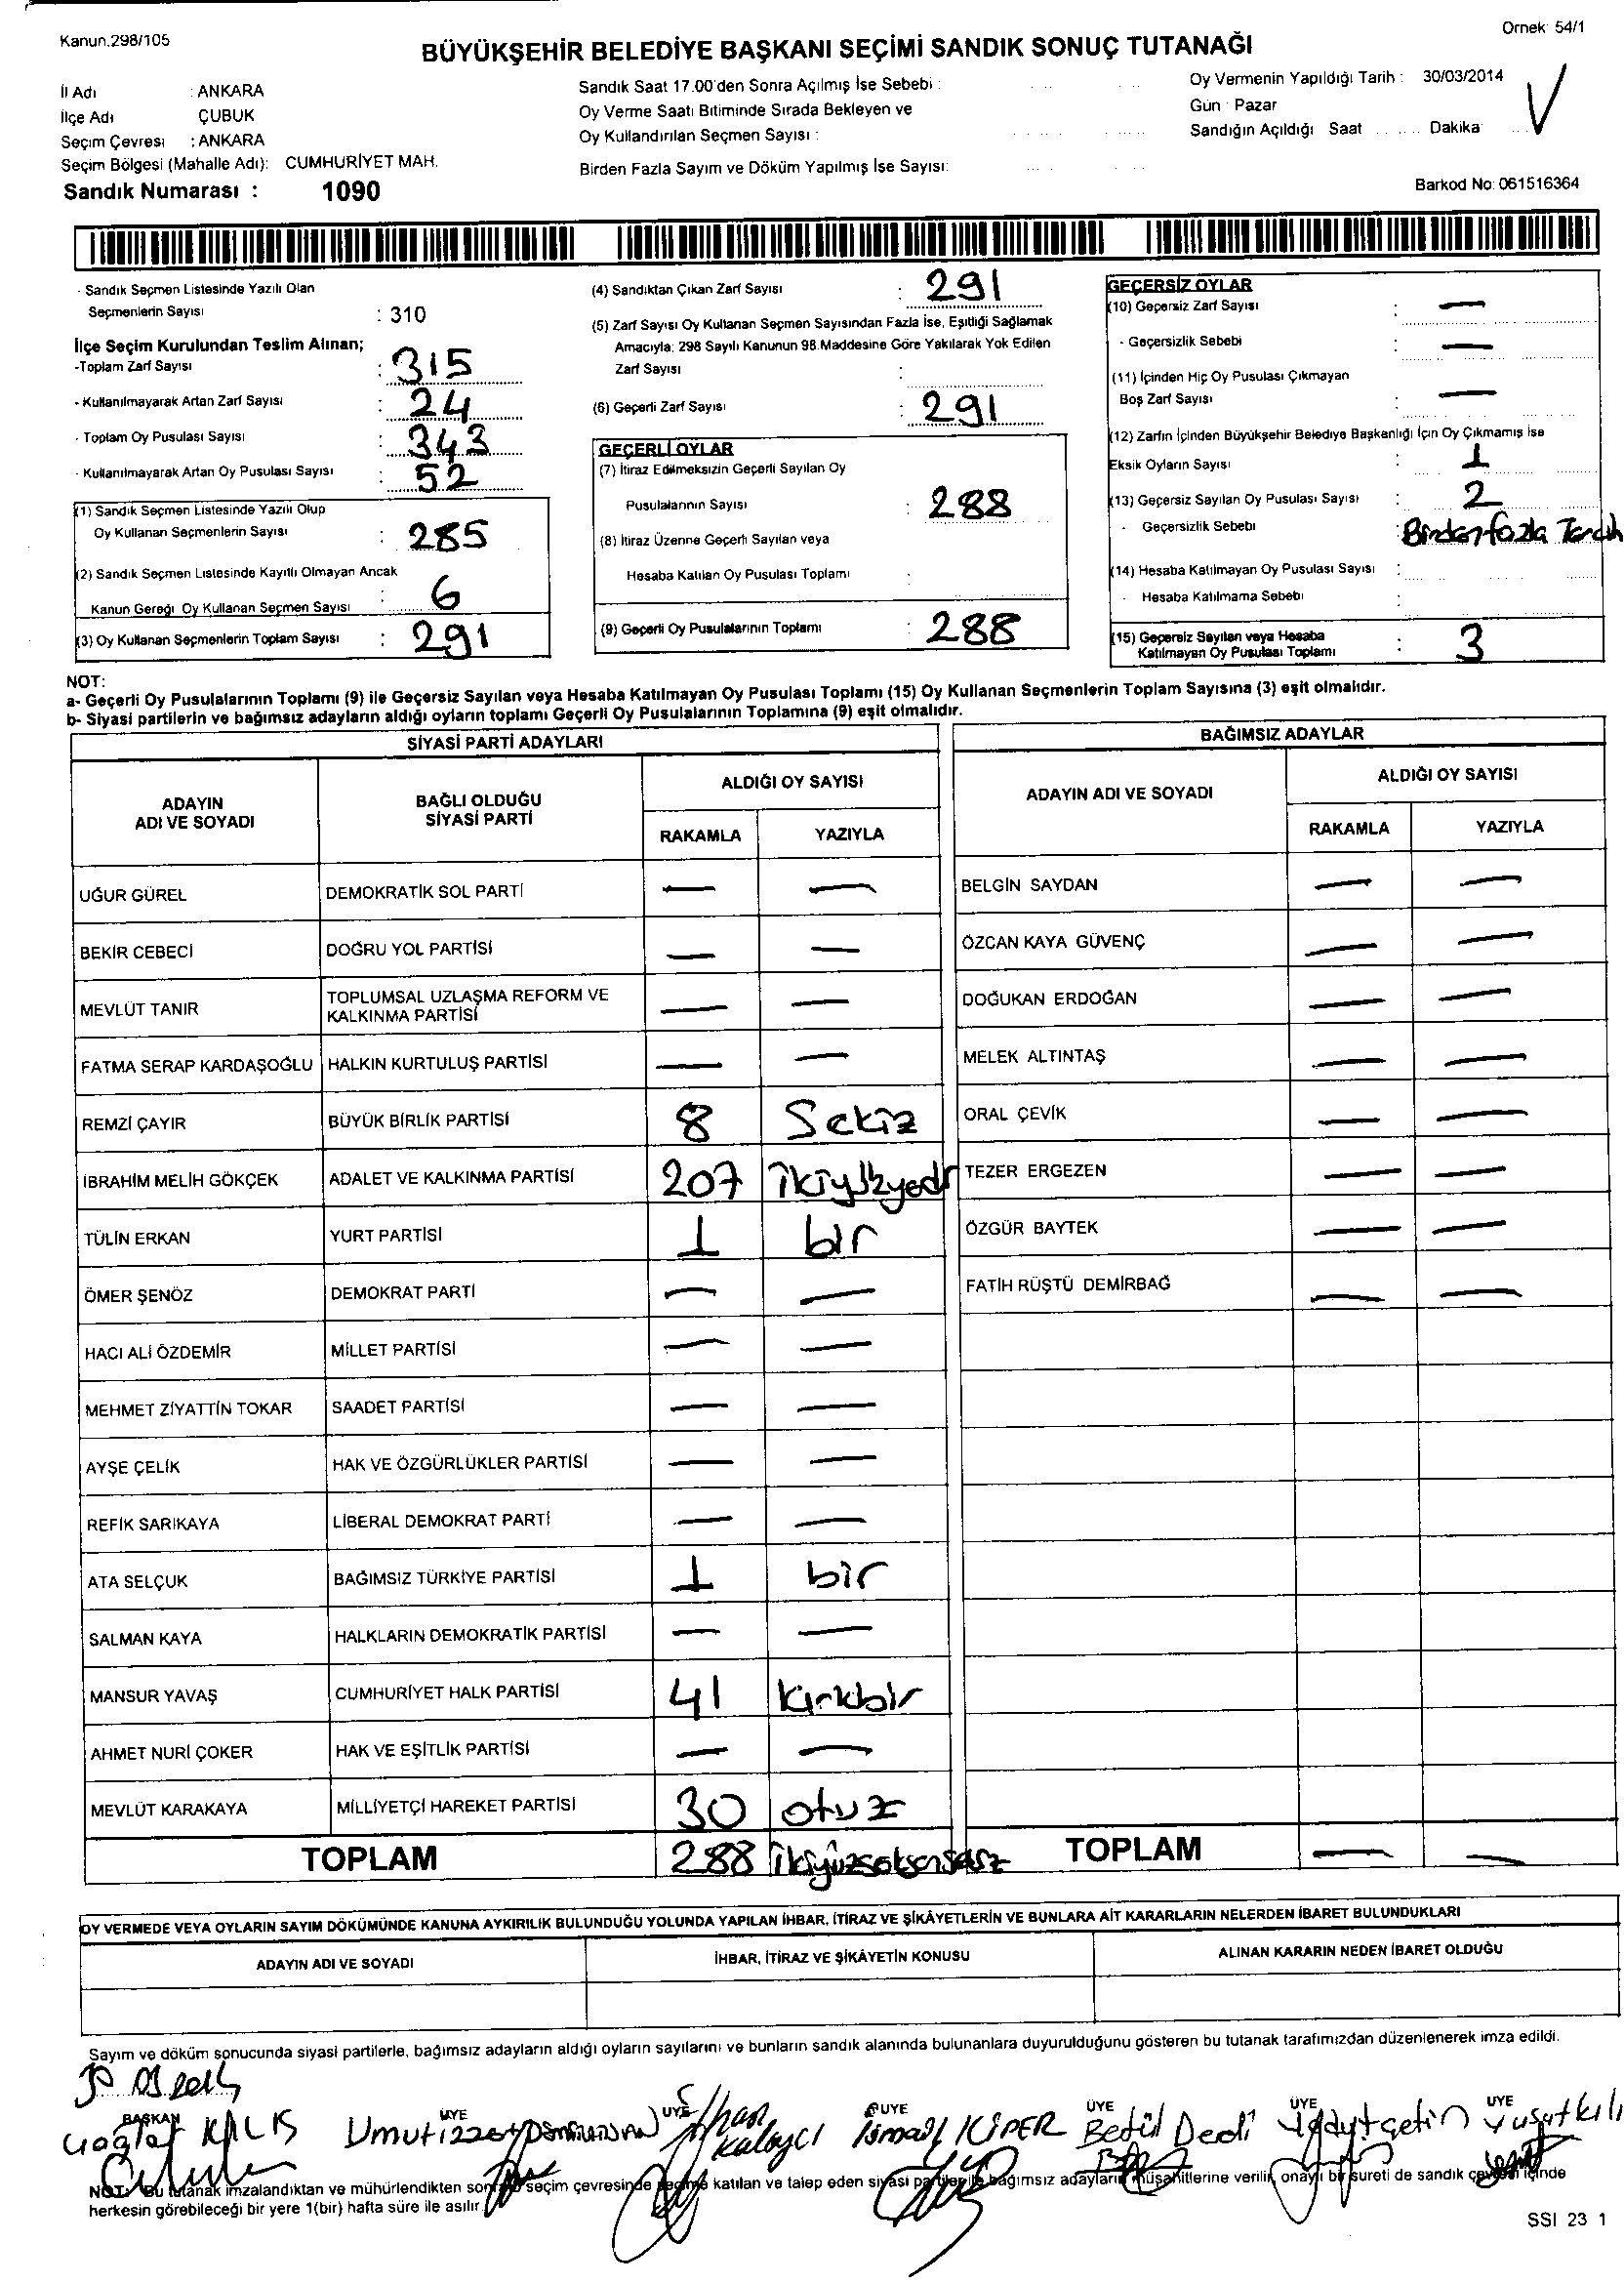 Kanun.298/105
Örnek: 54/1
BÜYÜKŞEHİR BELEDİYE BAŞKANI SEÇİMİ SANDIK SONUÇ TUTANAĞI
İl Adı : ANKARA
İlçe Adı ÇUBUK
Seçim Çevresi : ANKARA
Seçim Bölgesi (Mahalle Adı): CUMHURİYET MAH.
Sandık Numarası : 1090
Sandık Saat 17.00'den Sonra Açılmış İse Sebebi :
Oy Verme Saati Bitiminde Sırada Bekleyen ve
Oy Kullandırılan Seçmen Sayısı :
Birden Fazla Sayım ve Döküm Yapılmış İse Sayısı:
Oy Vermenin Yapıldığı Tarih : 30/03/2014
Gün : Pazar
Sandığın Açıldığı Saat ........ Dakika
Barkod No: 061516364
- Sandık Seçmen Listesinde Yazılı Olan
Seçmenlerin Sayısı : 310
İlçe Seçim Kurulundan Teslim Alınan;
-Toplam Zarf Sayısı : 315
- Kullanılmayarak Artan Zarf Sayısı : 24
- Toplam Oy Pusulası Sayısı : 343
- Kullanılmayarak Artan Oy Pusulası Sayısı : 52
(1) Sandık Seçmen Listesinde Yazılı Olup
Oy Kullanan Seçmenlerin Sayısı : 285
(2) Sandık Seçmen Listesinde Kayıtlı Olmayan Ancak
Kanun Gereği Oy Kullanan Seçmen Sayısı : 6
(3) Oy Kullanan Seçmenlerin Toplam Sayısı : 291
(4) Sandıktan Çıkan Zarf Sayısı : 291
(5) Zarf Sayısı Oy Kullanan Seçmen Sayısından Fazla İse, Eşitliği Sağlamak
Amacıyla; 298 Sayılı Kanunun 98.Maddesine Göre Yakılarak Yok Edilen
Zarf Sayısı :
(6) Geçerli Zarf Sayısı : 291
GEÇERLİ OYLAR
(7) İtiraz Edilmeksizin Geçerli Sayılan Oy
Pusulalarının Sayısı : 288
(8) İtiraz Üzerine Geçerli Sayılan veya
Hesaba Katılan Oy Pusulası Toplamı :
(9) Geçerli Oy Pusulalarının Toplamı : 288
GEÇERSİZ OYLAR
(10) Geçersiz Zarf Sayısı : —
- Geçersizlik Sebebi : —
(11) İçinden Hiç Oy Pusulası Çıkmayan
Boş Zarf Sayısı : —
(12) Zarfın İçinden Büyükşehir Belediye Başkanlığı İçin Oy Çıkmamış İse
Eksik Oyların Sayısı : 1
(13) Geçersiz Sayılan Oy Pusulası Sayısı : 2
- Geçersizlik Sebebi : Birden fazla Tercih
(14) Hesaba Katılmayan Oy Pusulası Sayısı :
- Hesaba Katılmama Sebebi :
(15) Geçersiz Sayılan veya Hesaba
Katılmayan Oy Pusulası Toplamı : 3
NOT:
a- Geçerli Oy Pusulalarının Toplamı (9) ile Geçersiz Sayılan veya Hesaba Katılmayan Oy Pusulası Toplamı (15) Oy Kullanan Seçmenlerin Toplam Sayısına (3) eşit olmalıdır.
b- Siyasi partilerin ve bağımsız adayların aldığı oyların toplamı Geçerli Oy Pusulalarının Toplamına (9) eşit olmalıdır.
SİYASİ PARTİ ADAYLARI
ADAYIN ADI VE SOYADI
BAĞLI OLDUĞU SİYASİ PARTİ
ALDIĞI OY SAYISI
RAKAMLA YAZIYLA
UĞUR GÜREL DEMOKRATİK SOL PARTİ — —
BEKİR CEBECİ DOĞRU YOL PARTİSİ — —
MEVLÜT TANIR TOPLUMSAL UZLAŞMA REFORM VE KALKINMA PARTİSİ — —
FATMA SERAP KARDAŞOĞLU HALKIN KURTULUŞ PARTİSİ — —
REMZİ ÇAYIR BÜYÜK BİRLİK PARTİSİ 8 Sekiz
İBRAHİM MELİH GÖKÇEK ADALET VE KALKINMA PARTİSİ 207 ikiyüzyedi
TÜLİN ERKAN YURT PARTİSİ 1 bir
ÖMER ŞENÖZ DEMOKRAT PARTİ — —
HACI ALİ ÖZDEMİR MİLLET PARTİSİ — —
MEHMET ZİYATTİN TOKAR SAADET PARTİSİ — —
AYŞE ÇELİK HAK VE ÖZGÜRLÜKLER PARTİSİ — —
REFİK SARIKAYA LİBERAL DEMOKRAT PARTİ — —
ATA SELÇUK BAĞIMSIZ TÜRKİYE PARTİSİ 1 bir
SALMAN KAYA HALKLARIN DEMOKRATİK PARTİSİ — —
MANSUR YAVAŞ CUMHURİYET HALK PARTİSİ 41 kırkbir
AHMET NURİ ÇOKER HAK VE EŞİTLİK PARTİSİ — —
MEVLÜT KARAKAYA MİLLİYETÇİ HAREKET PARTİSİ 30 otuz
TOPLAM 288 ikiyüzseksensekiz
BAĞIMSIZ ADAYLAR
ADAYIN ADI VE SOYADI
ALDIĞI OY SAYISI
RAKAMLA YAZIYLA
BELGİN SAYDAN — —
ÖZCAN KAYA GÜVENÇ — —
DOĞUKAN ERDOĞAN — —
MELEK ALTINTAŞ — —
ORAL ÇEVİK — —
TEZER ERGEZEN — —
ÖZGÜR BAYTEK — —
FATİH RÜŞTÜ DEMİRBAĞ — —
TOPLAM — —
OY VERMEDE VEYA OYLARIN SAYIM DÖKÜMÜNDE KANUNA AYKIRILIK BULUNDUĞU YOLUNDA YAPILAN İHBAR, İTİRAZ VE ŞİKÂYETLERİN VE BUNLARA AİT KARARLARIN NELERDEN İBARET BULUNDUKLARI
ADAYIN ADI VE SOYADI
İHBAR, İTİRAZ VE ŞİKÂYETİN KONUSU
ALINAN KARARIN NEDEN İBARET OLDUĞU
Sayım ve döküm sonucunda siyasi partilerle, bağımsız adayların aldığı oyların sayılarını ve bunların sandık alanında bulunanlara duyurulduğunu gösteren bu tutanak tarafımızdan düzenlenerek imza edildi.
BAŞKAN ÜYE ÜYE ÜYE ÜYE ÜYE ÜYE
KALIS Umut İlhan Kalaycı İsmail KİPER Betül Dedi
NOT: Bu tutanak imzalandıktan ve mühürlendikten sonra seçim çevresinde seçime katılan ve talep eden siyasi partiler ile bağımsız adayların müşahitlerine verilir, onaylı bir sureti de sandık çevresi içinde
herkesin görebileceği bir yere 1(bir) hafta süre ile asılır.
SSI 23 1